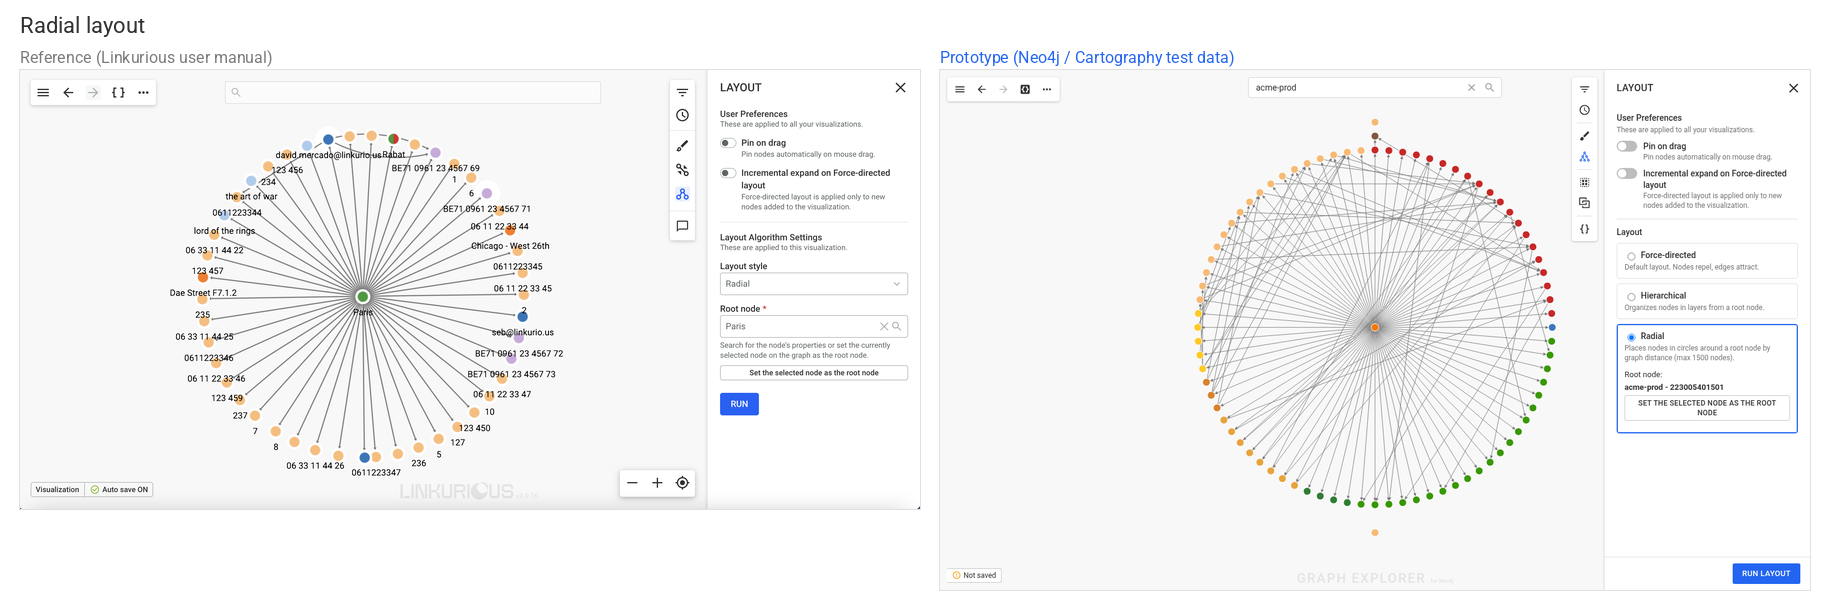 Radial layout
Reference (Linkurious user manual)
david.mercado@linkurio.us
Rabat
123 456
BE71 0961 23 4567 69
234
1
6
the art of war
BE71 0961 23 4567 71
0611223344
06 11 22 33 44
lord of the rings
Chicago - West 26th
06 33 11 44 22
0611223345
123 457
06 11 22 33 45
Dae Street F7.1.2
Paris
2
235
seb@linkurio.us
06 33 11 44 25
BE71 0961 23 4567 72
0611223346
BE71 0961 23 4567 73
06 11 22 33 46
06 11 22 33 47
123 459
10
237
123 450
7
127
8
5
06 33 11 44 26
236
0611223347
Visualization
Auto save ON
LINKURIOUS
LAYOUT
User Preferences
These are applied to all your visualizations.
Pin on drag
Pin nodes automatically on mouse drag.
Incremental expand on Force-directed
layout
Force-directed layout is applied only to new
nodes added to the visualization.
Layout Algorithm Settings
These are applied to this visualization.
Layout style
Radial
Root node *
Paris
Search for the node's properties or set the currently
selected node on the graph as the root node.
Set the selected node as the root node
RUN
Prototype (Neo4j / Cartography test data)
acme-prod
Not saved
GRAPH EXPLORER
LAYOUT
User Preferences
These are applied to all your visualizations.
Pin on drag
Pin nodes automatically on mouse drag.
Incremental expand on Force-directed
layout
Force-directed layout is applied only to new
nodes added to the visualization.
Layout
Force-directed
Default layout. Nodes repel, edges attract.
Hierarchical
Organizes nodes in layers from a root node.
Radial
Places nodes in circles around a root node by
graph distance (max 1500 nodes).
Root node:
acme-prod - 223005401501
SET THE SELECTED NODE AS THE ROOT
NODE
RUN LAYOUT